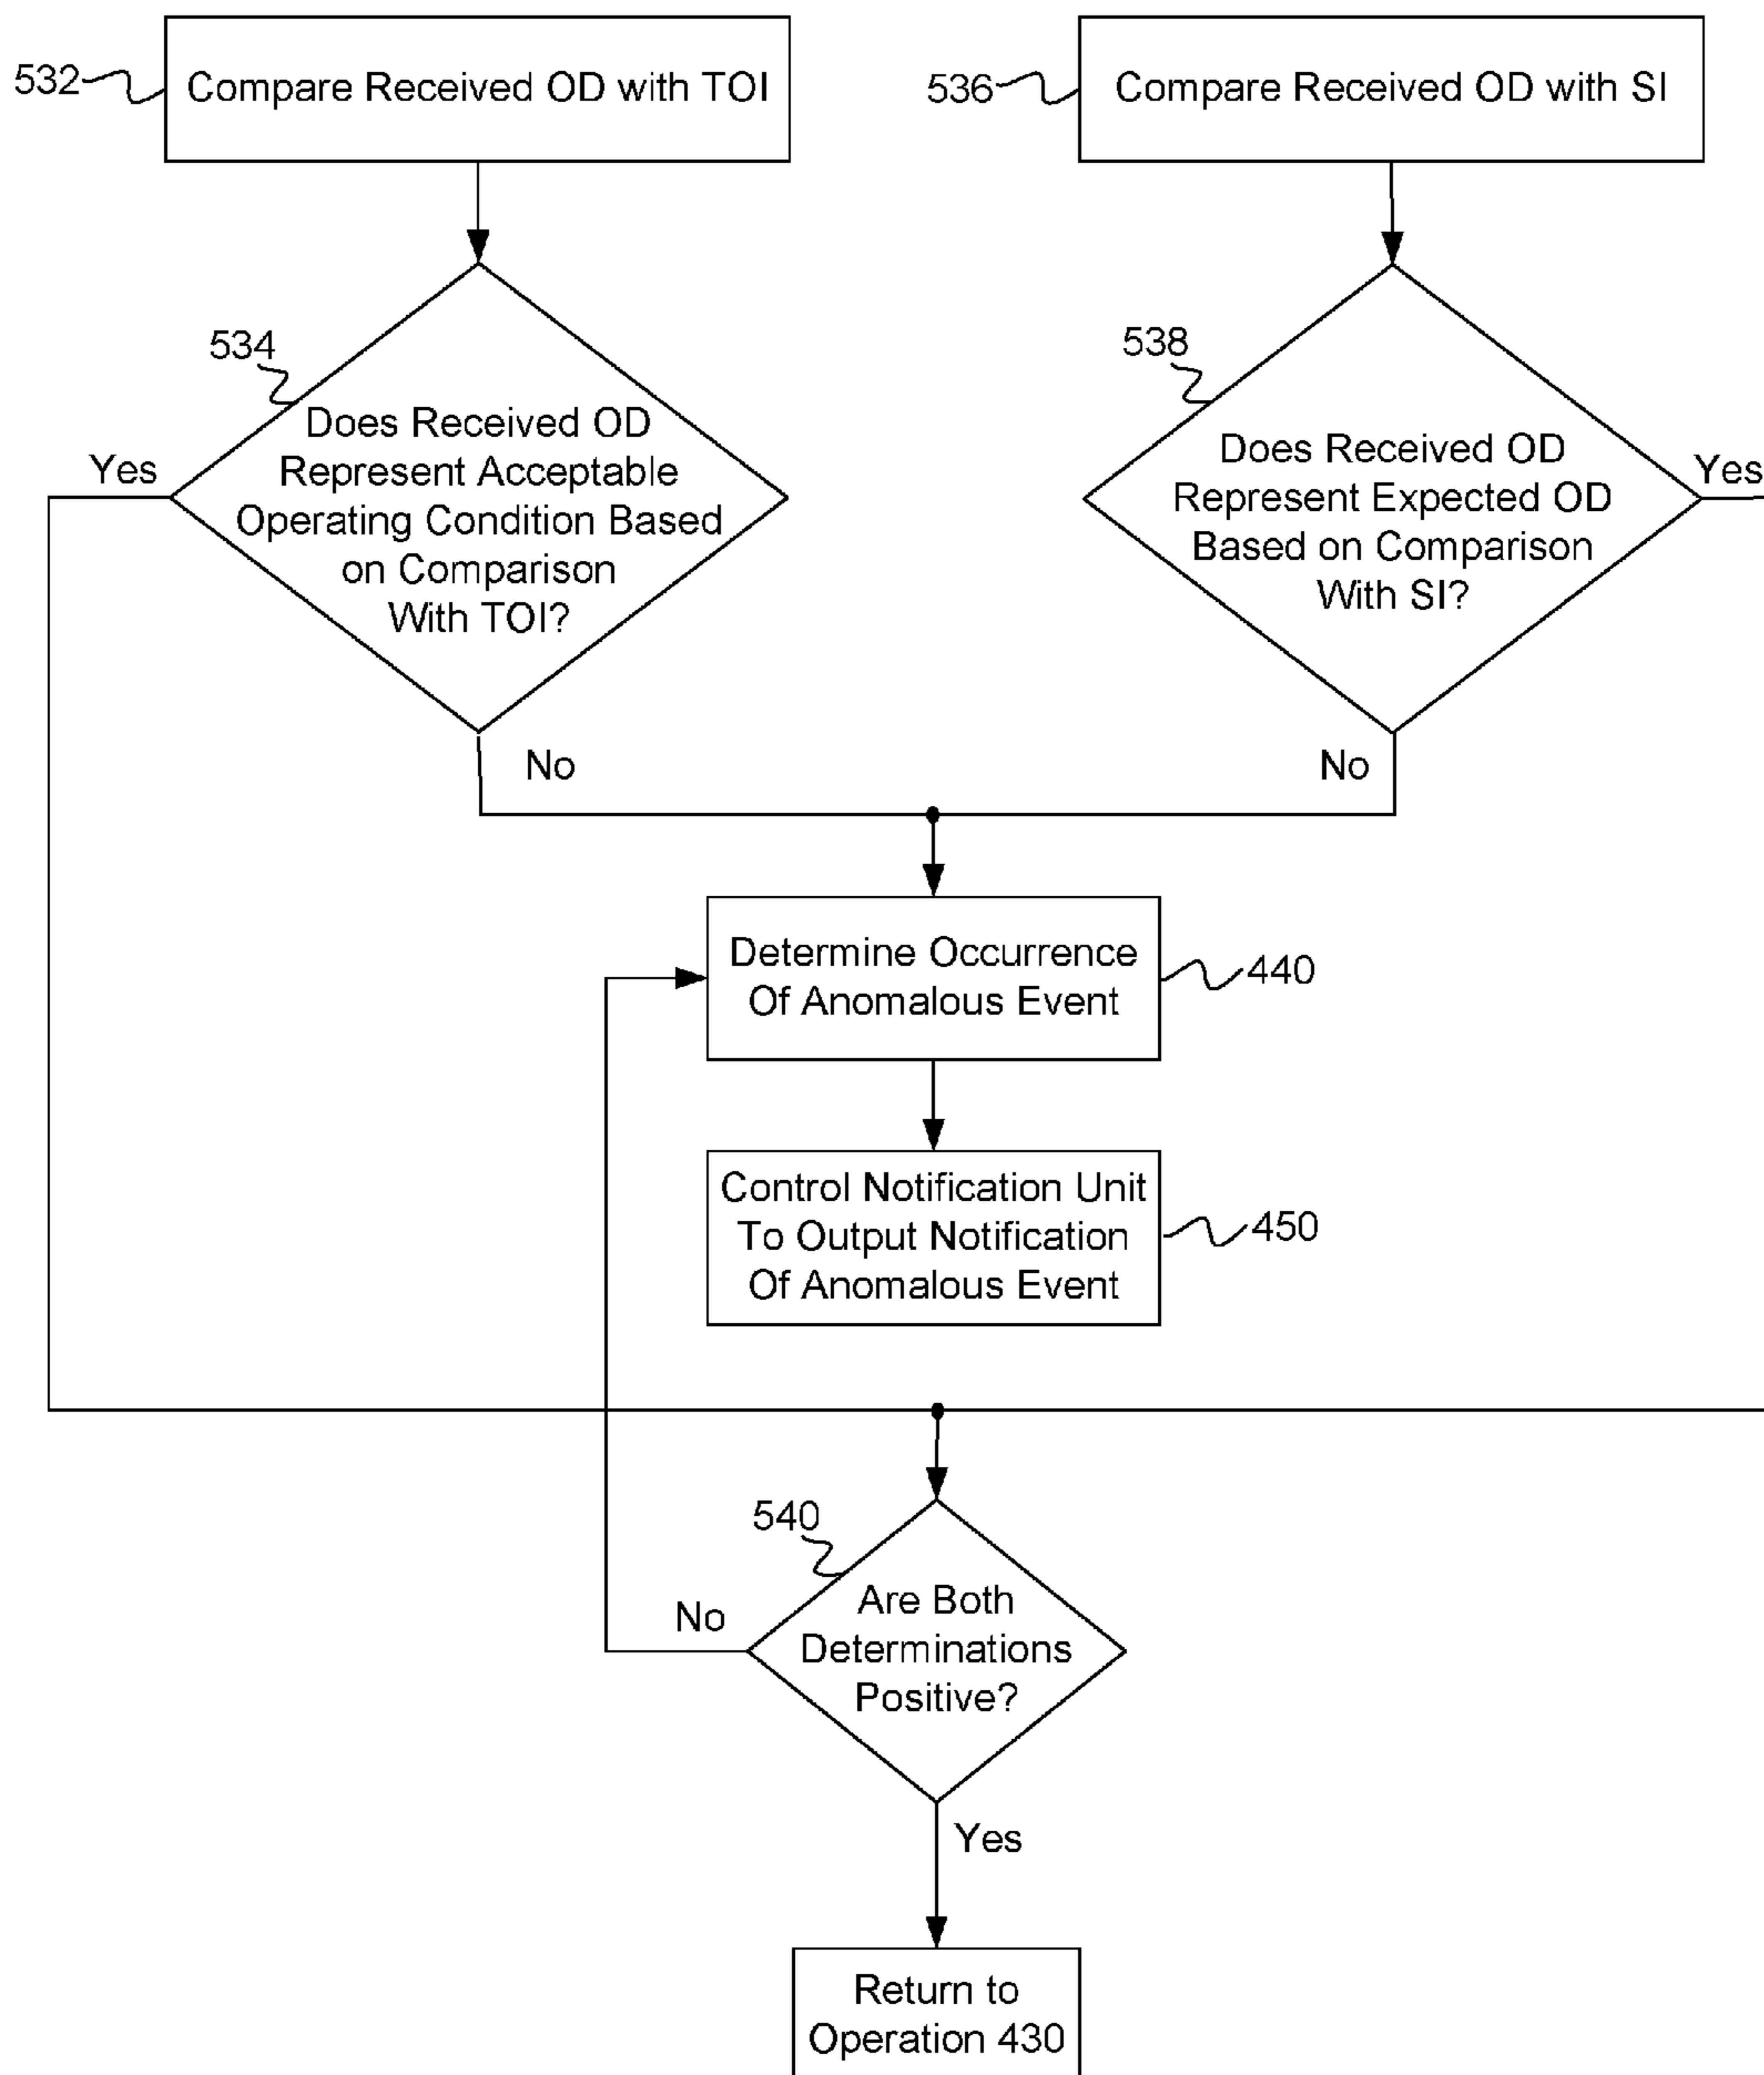 532
Compare Received OD with TOI
536
Compare Received OD with SI
534
Does Received OD
Represent Acceptable
Operating Condition Based
on Comparison
With TOI?
Yes
No
538
Does Received OD
Represent Expected OD
Based on Comparison
With SI?
Yes
No
Determine Occurrence
Of Anomalous Event
440
Control Notification Unit
To Output Notification
Of Anomalous Event
450
540
Are Both
Determinations
Positive?
No
Yes
Return to
Operation 430